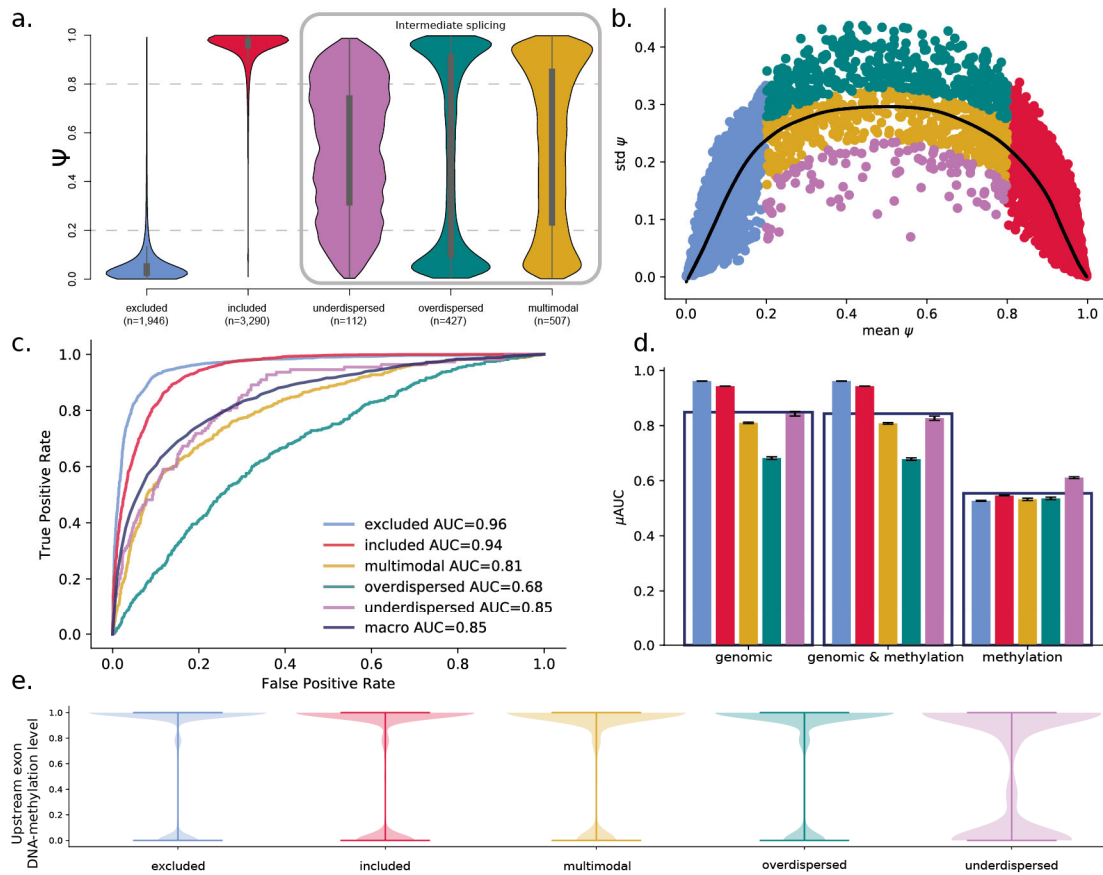 a.
Intermediate splicing
Ψ
1.0
0.8
0.6
0.4
0.2
0.0
excluded
(n=1,946)
included
(n=3,290)
underdispersed
(n=112)
overdispersed
(n=427)
multimodal
(n=507)
b.
std ψ
0.4
0.3
0.2
0.1
0.0
0.0 0.2 0.4 0.6 0.8 1.0
mean ψ
c.
True Positive Rate
1.0
0.8
0.6
0.4
0.2
0.0
excluded AUC=0.96
included AUC=0.94
multimodal AUC=0.81
overdispersed AUC=0.68
underdispersed AUC=0.85
macro AUC=0.85
0.0 0.2 0.4 0.6 0.8 1.0
False Positive Rate
d.
μAUC
1.0
0.8
0.6
0.4
0.2
0.0
genomic
genomic & methylation
methylation
e.
Upstream exon
DNA-methylation level
1.0
0.8
0.6
0.4
0.2
0.0
excluded
included
multimodal
overdispersed
underdispersed